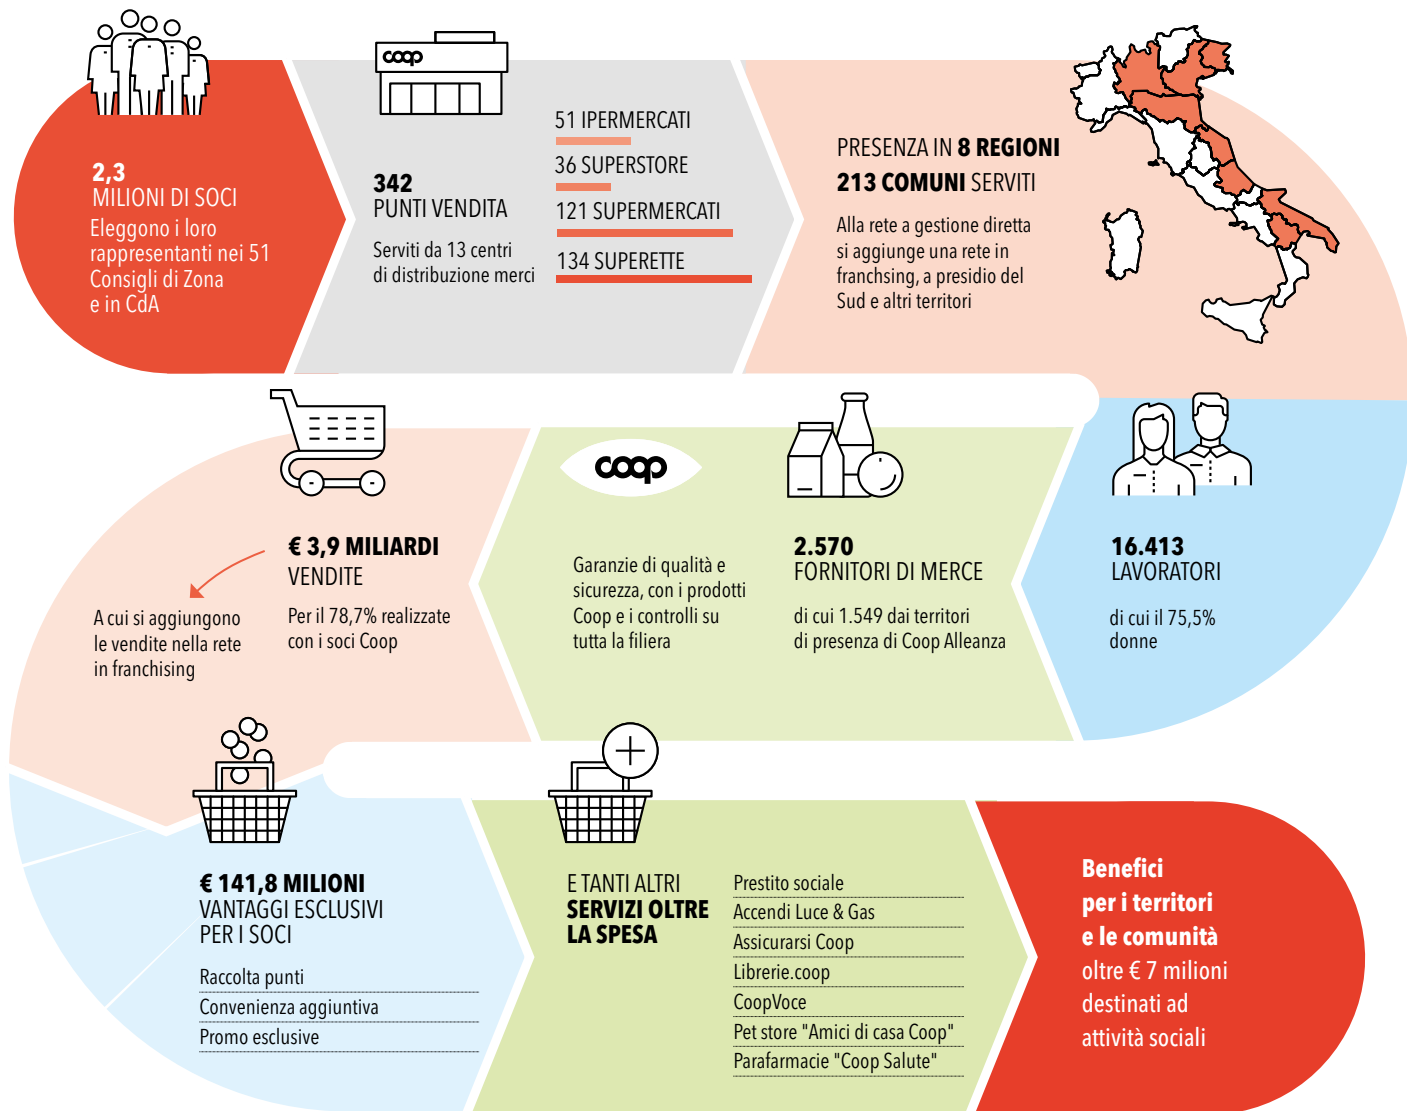 2,3
MILIONI DI SOCI
Eleggono i loro
rappresentanti nei 51
Consigli di Zona
e in CdA
coop
342
PUNTI VENDITA
Serviti da 13 centri
di distribuzione merci
51 IPERMERCATI
36 SUPERSTORE
121 SUPERMERCATI
134 SUPERETTE
PRESENZA IN 8 REGIONI
213 COMUNI SERVITI
Alla rete a gestione diretta
si aggiunge una rete in
franchsing, a presidio del
Sud e altri territori
€ 3,9 MILIARDI
VENDITE
Per il 78,7% realizzate
con i soci Coop
A cui si aggiungono
le vendite nella rete
in franchising
coop
Garanzie di qualità e
sicurezza, con i prodotti
Coop e i controlli su
tutta la filiera
2.570
FORNITORI DI MERCE
di cui 1.549 dai territori
di presenza di Coop Alleanza
16.413
LAVORATORI
di cui il 75,5%
donne
€ 141,8 MILIONI
VANTAGGI ESCLUSIVI
PER I SOCI
Raccolta punti
Convenienza aggiuntiva
Promo esclusive
E TANTI ALTRI
SERVIZI OLTRE
LA SPESA
Prestito sociale
Accendi Luce & Gas
Assicurarsi Coop
Librerie.coop
CoopVoce
Pet store "Amici di casa Coop"
Parafarmacie "Coop Salute"
Benefici
per i territori
e le comunità
oltre € 7 milioni
destinati ad
attività sociali